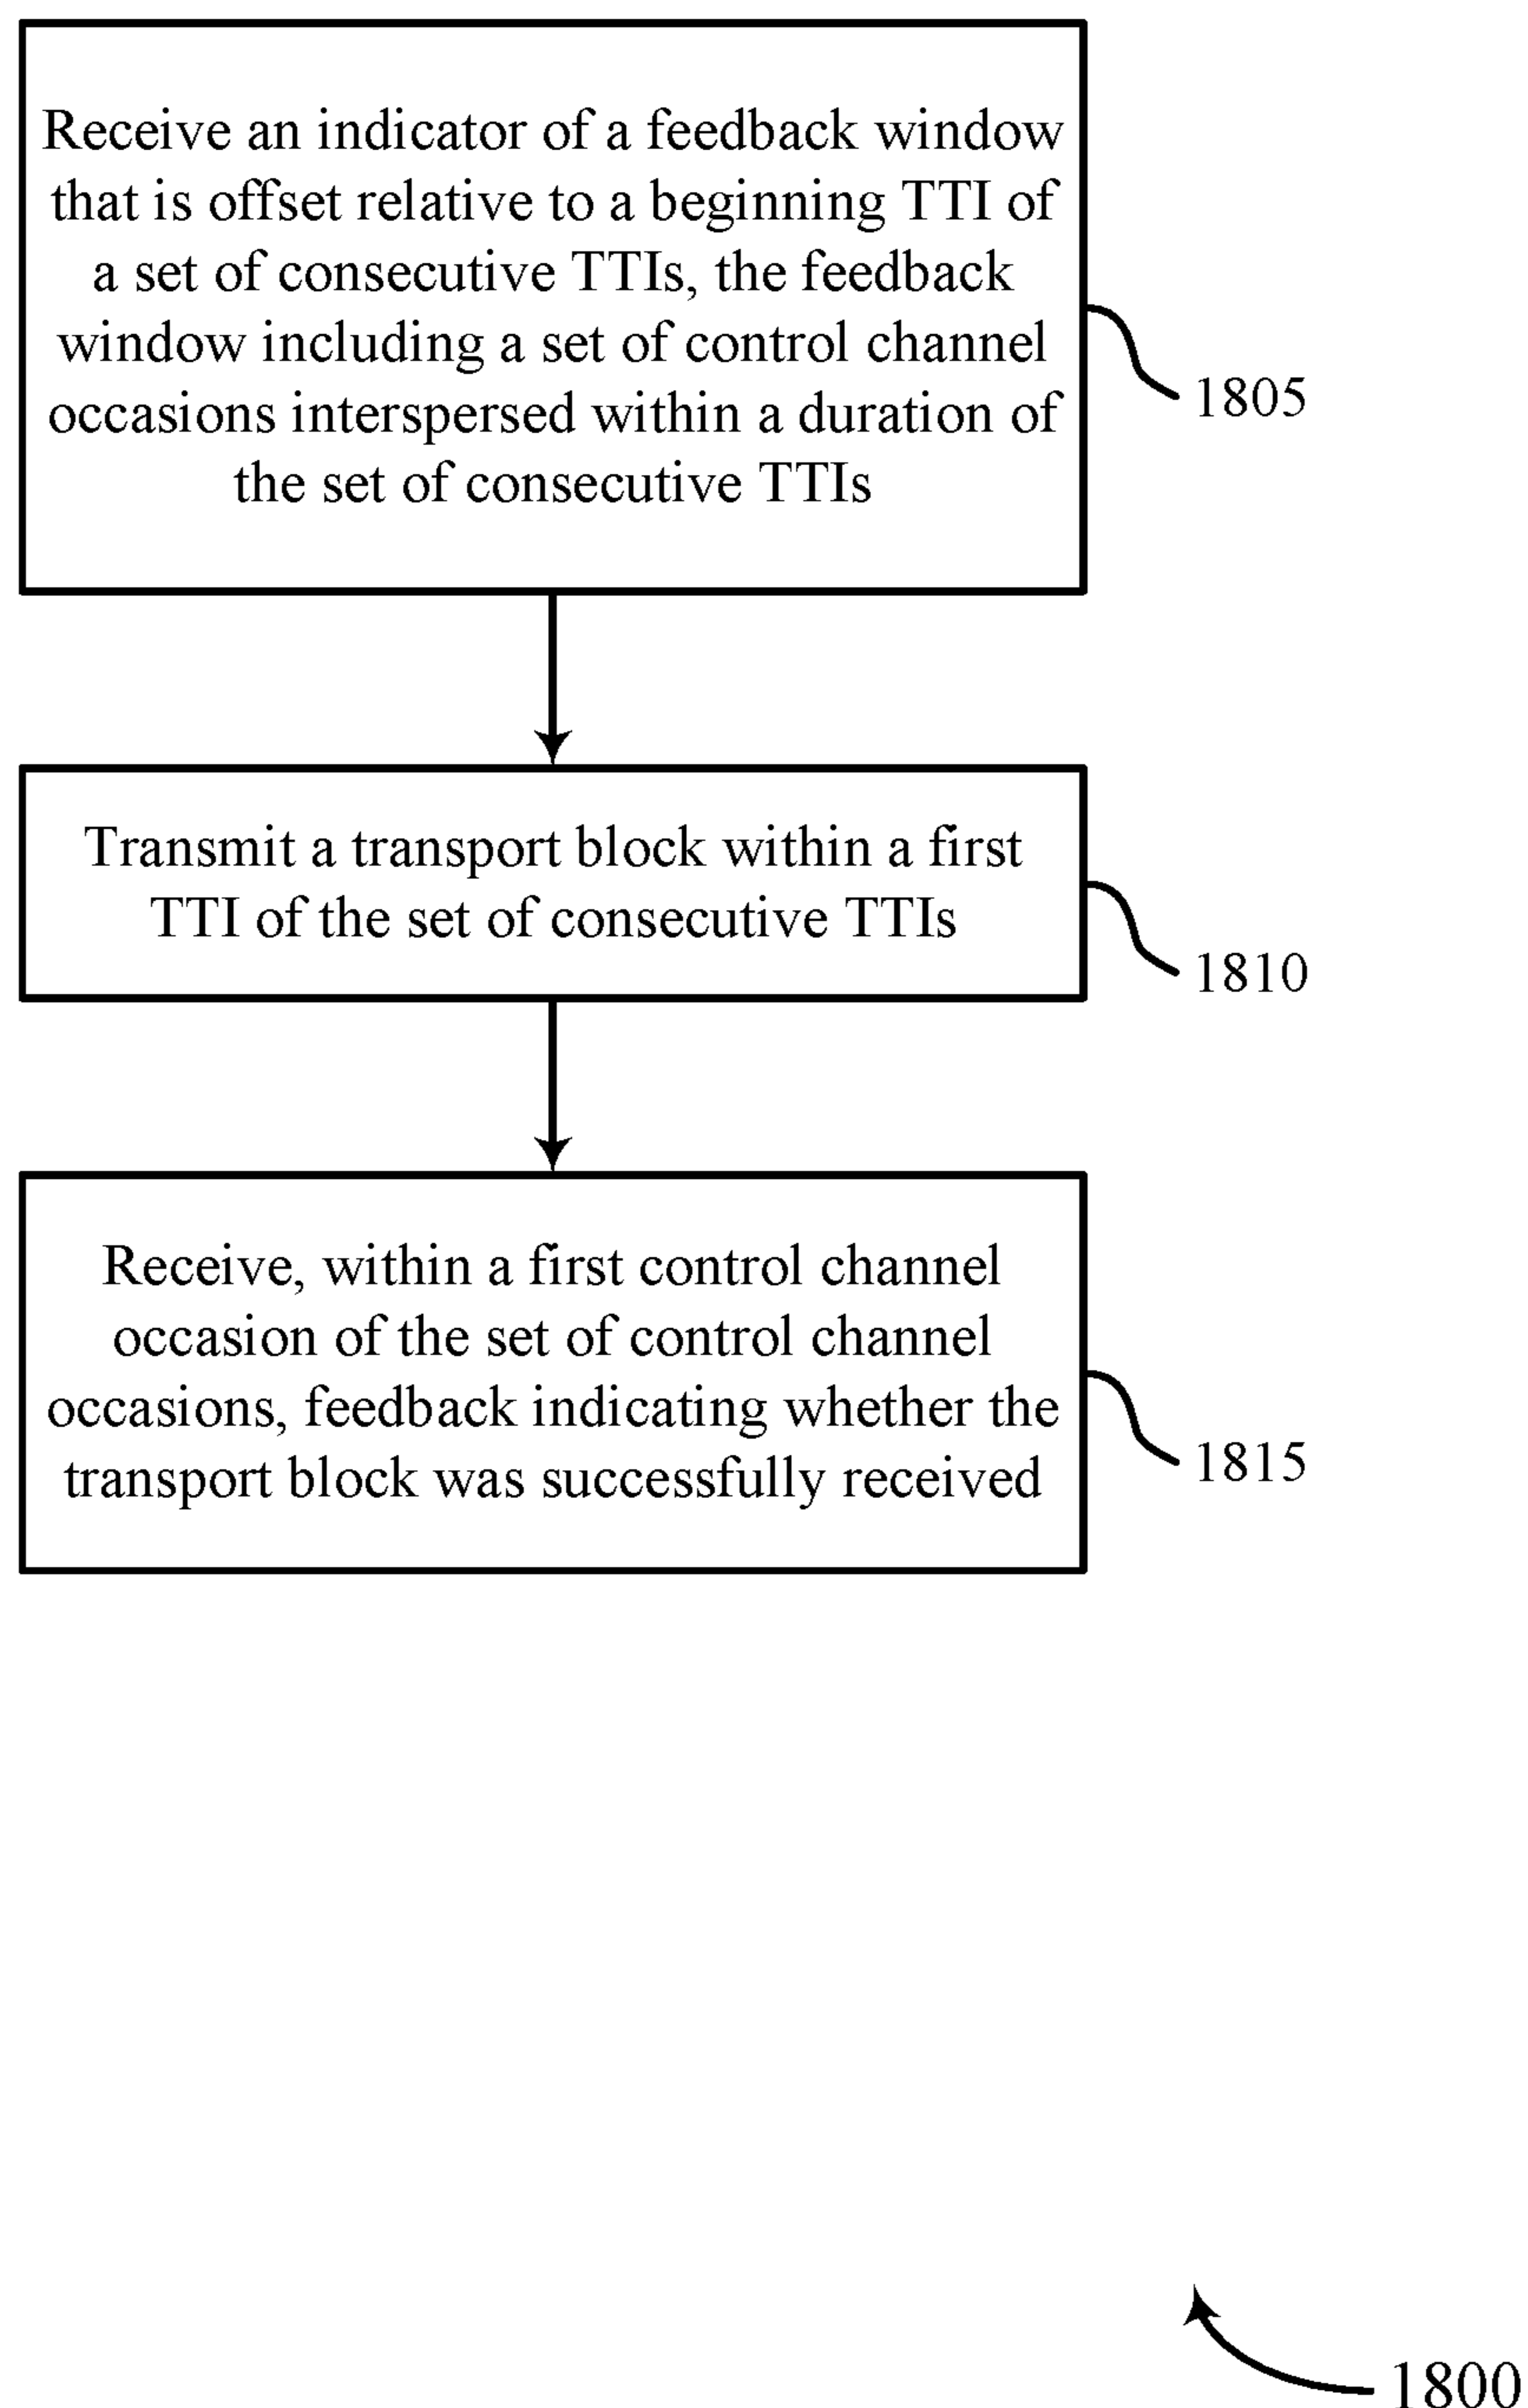 Receive an indicator of a feedback window
that is offset relative to a beginning TTI of
a set of consecutive TTIs, the feedback
window including a set of control channel
occasions interspersed within a duration of
the set of consecutive TTIs
1805
Transmit a transport block within a first
TTI of the set of consecutive TTIs
1810
Receive, within a first control channel
occasion of the set of control channel
occasions, feedback indicating whether the
transport block was successfully received
1815
1800